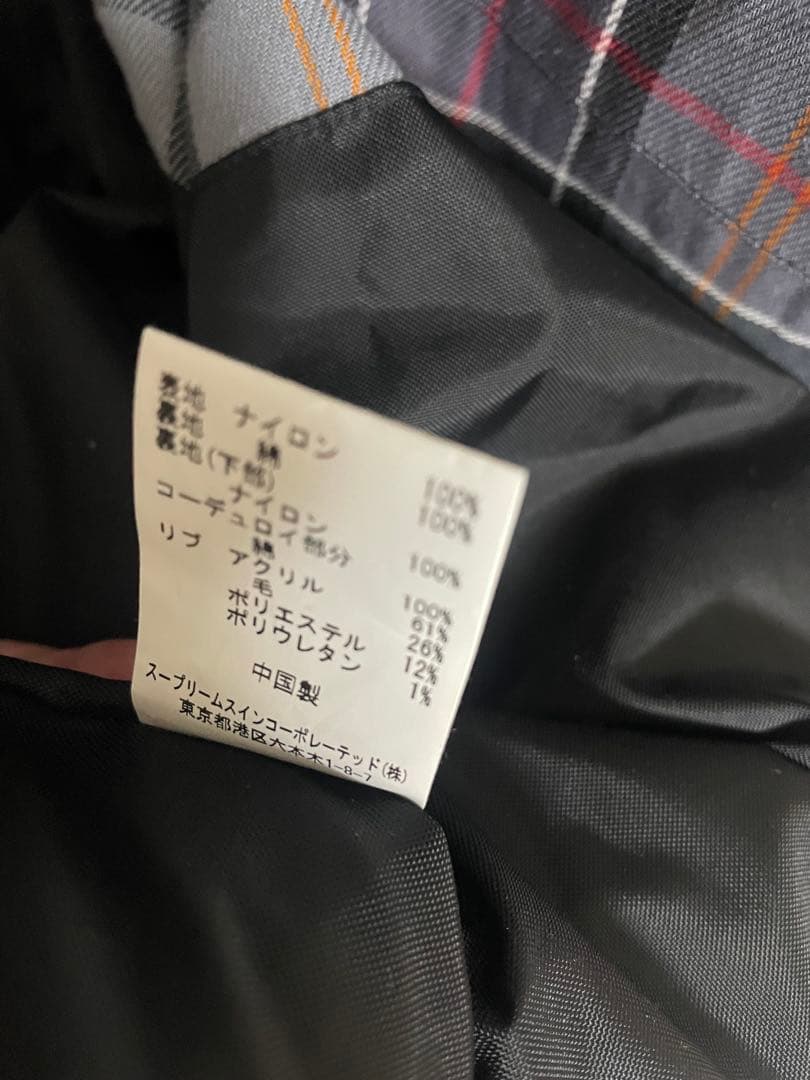 表地 ナイロン 100%
裏地 綿 100%
裏地(下部)
ナイロン 100%
コーデュロイ部分
綿 100%
リブ アクリル 61%
毛 26%
ポリエステル 12%
ポリウレタン 1%
中国製
スープリームスインコーポレーテッド(株)
東京都港区六本木1-8-7